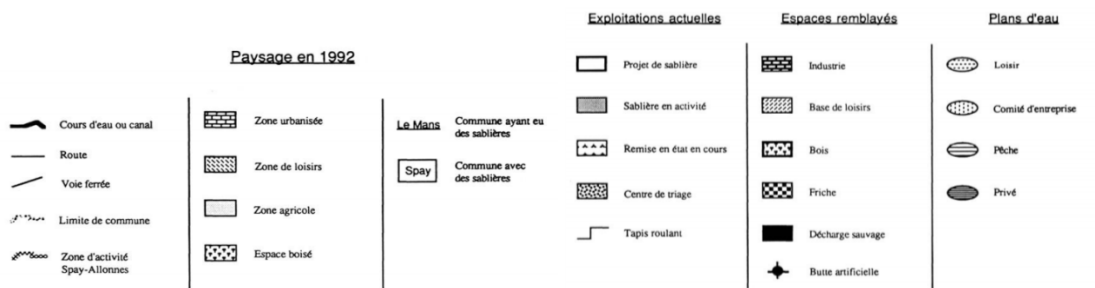 Paysage en 1992
Cours d'eau ou canal
Route
Voie ferrée
Limite de commune
Zone d'activité
Spay-Allonnes
Zone urbanisée
Zone de loisirs
Zone agricole
Espace boisé
Le Mans
Commune ayant eu
des sablières
Spay
Commune avec
des sablières
Exploitations actuelles
Projet de sablière
Sablière en activité
Remise en état en cours
Centre de triage
Tapis roulant
Espaces remblayés
Industrie
Base de loisirs
Bois
Friche
Décharge sauvage
Butte artificielle
Plans d'eau
Loisir
Comité d'entreprise
Pêche
Privé